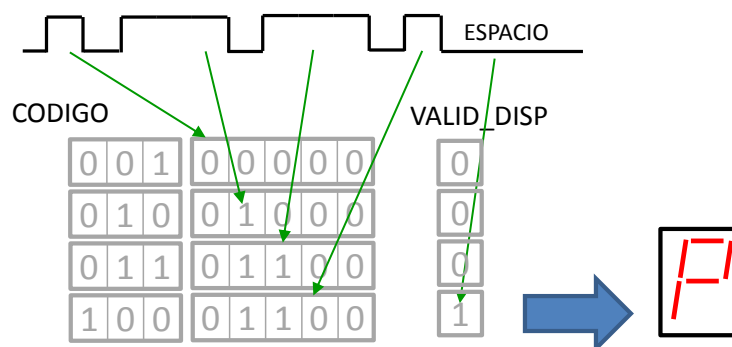 ESPACIO
CODIGO VALID_DISP
0 0 1 0 0 0 0 0 0
0 1 0 0 1 0 0 0 0
0 1 1 0 1 1 0 0 0
1 0 0 0 1 1 0 0 1
P